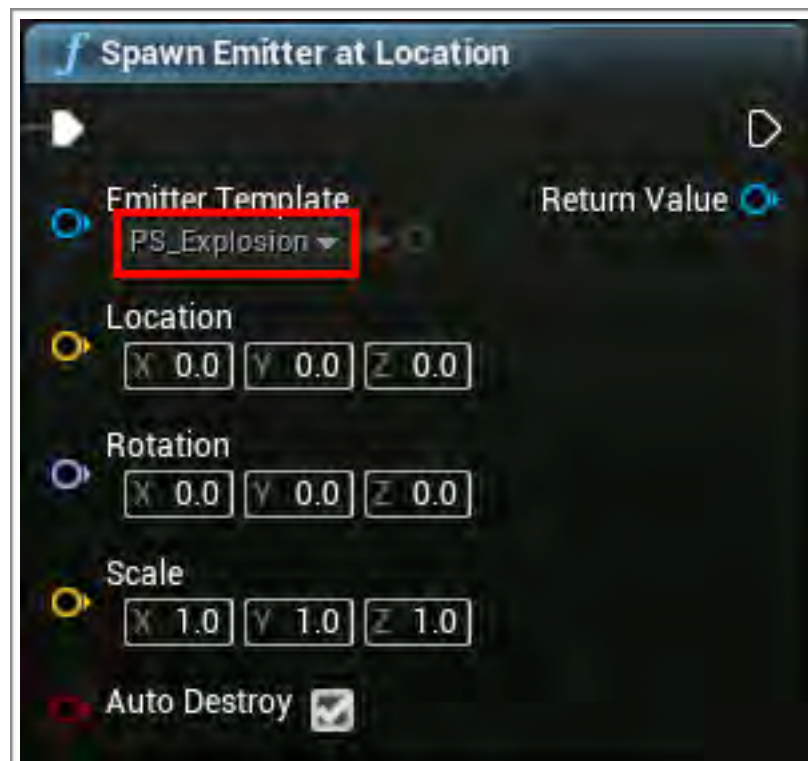 f Spawn Emitter at Location
Emitter Template
Return Value
PS_Explosion
Location
X 0.0 Y 0.0 Z 0.0
Rotation
X 0.0 Y 0.0 Z 0.0
Scale
X 1.0 Y 1.0 Z 1.0
Auto Destroy